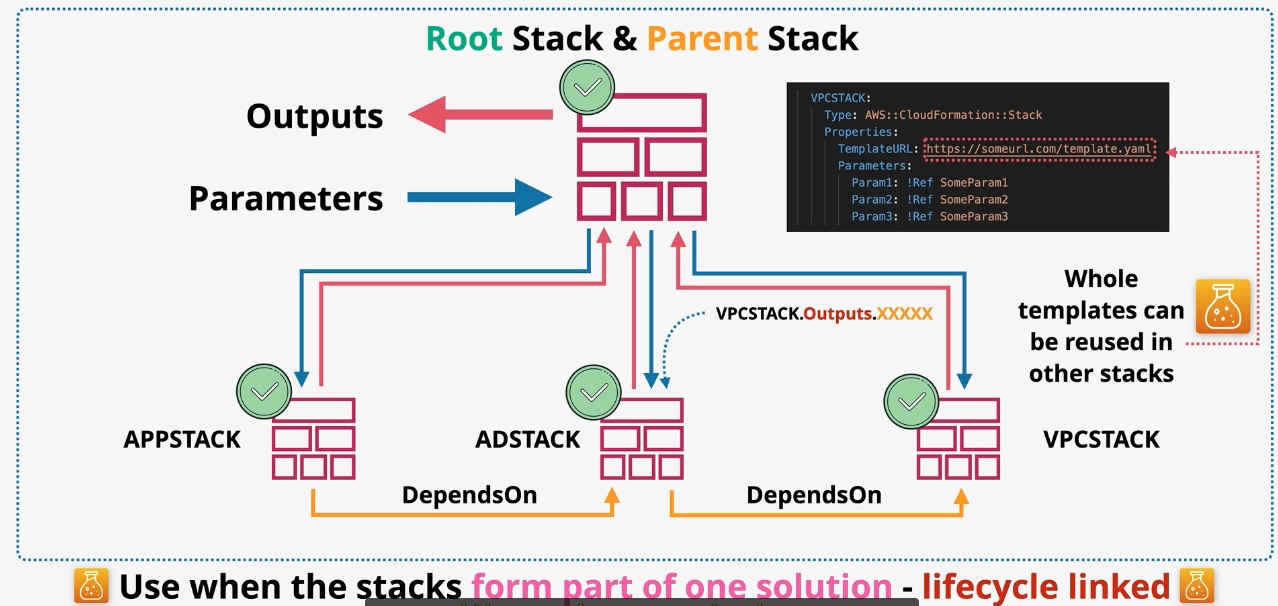 Root Stack & Parent Stack
Outputs
Parameters
VPCSTACK:
Type: AWS::CloudFormation::Stack
Properties:
TemplateURL: https://someurl.com/template.yaml
Parameters:
Param1: !Ref SomeParam1
Param2: !Ref SomeParam2
Param3: !Ref SomeParam3
Whole
templates can
be reused in
other stacks
VPCSTACK.Outputs.XXXXX
APPSTACK
ADSTACK
VPCSTACK
DependsOn
DependsOn
Use when the stacks form part of one solution - lifecycle linked